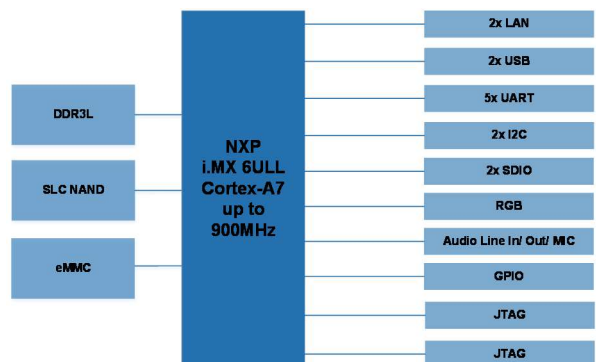 DDR3L
SLC NAND
eMMC
NXP
i.MX 6ULL
Cortex-A7
up to
900MHz
2x LAN
2x USB
5x UART
2x I2C
2x SDIO
RGB
Audio Line In/ Out/ MIC
GPIO
JTAG
JTAG